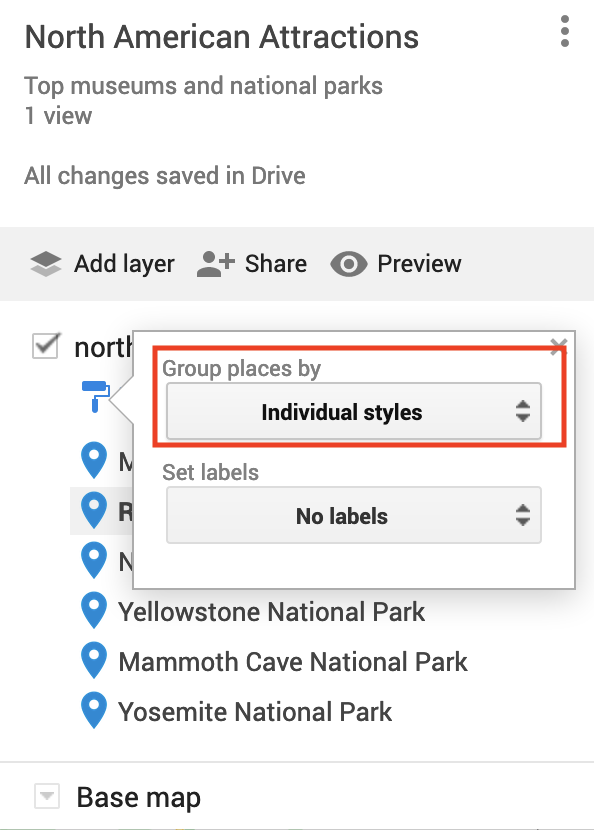 North American Attractions
Top museums and national parks
1 view
All changes saved in Drive
Add layer Share Preview
north
Group places by
Individual styles
Set labels
No labels
M
R
N
Yellowstone National Park
Mammoth Cave National Park
Yosemite National Park
Base map